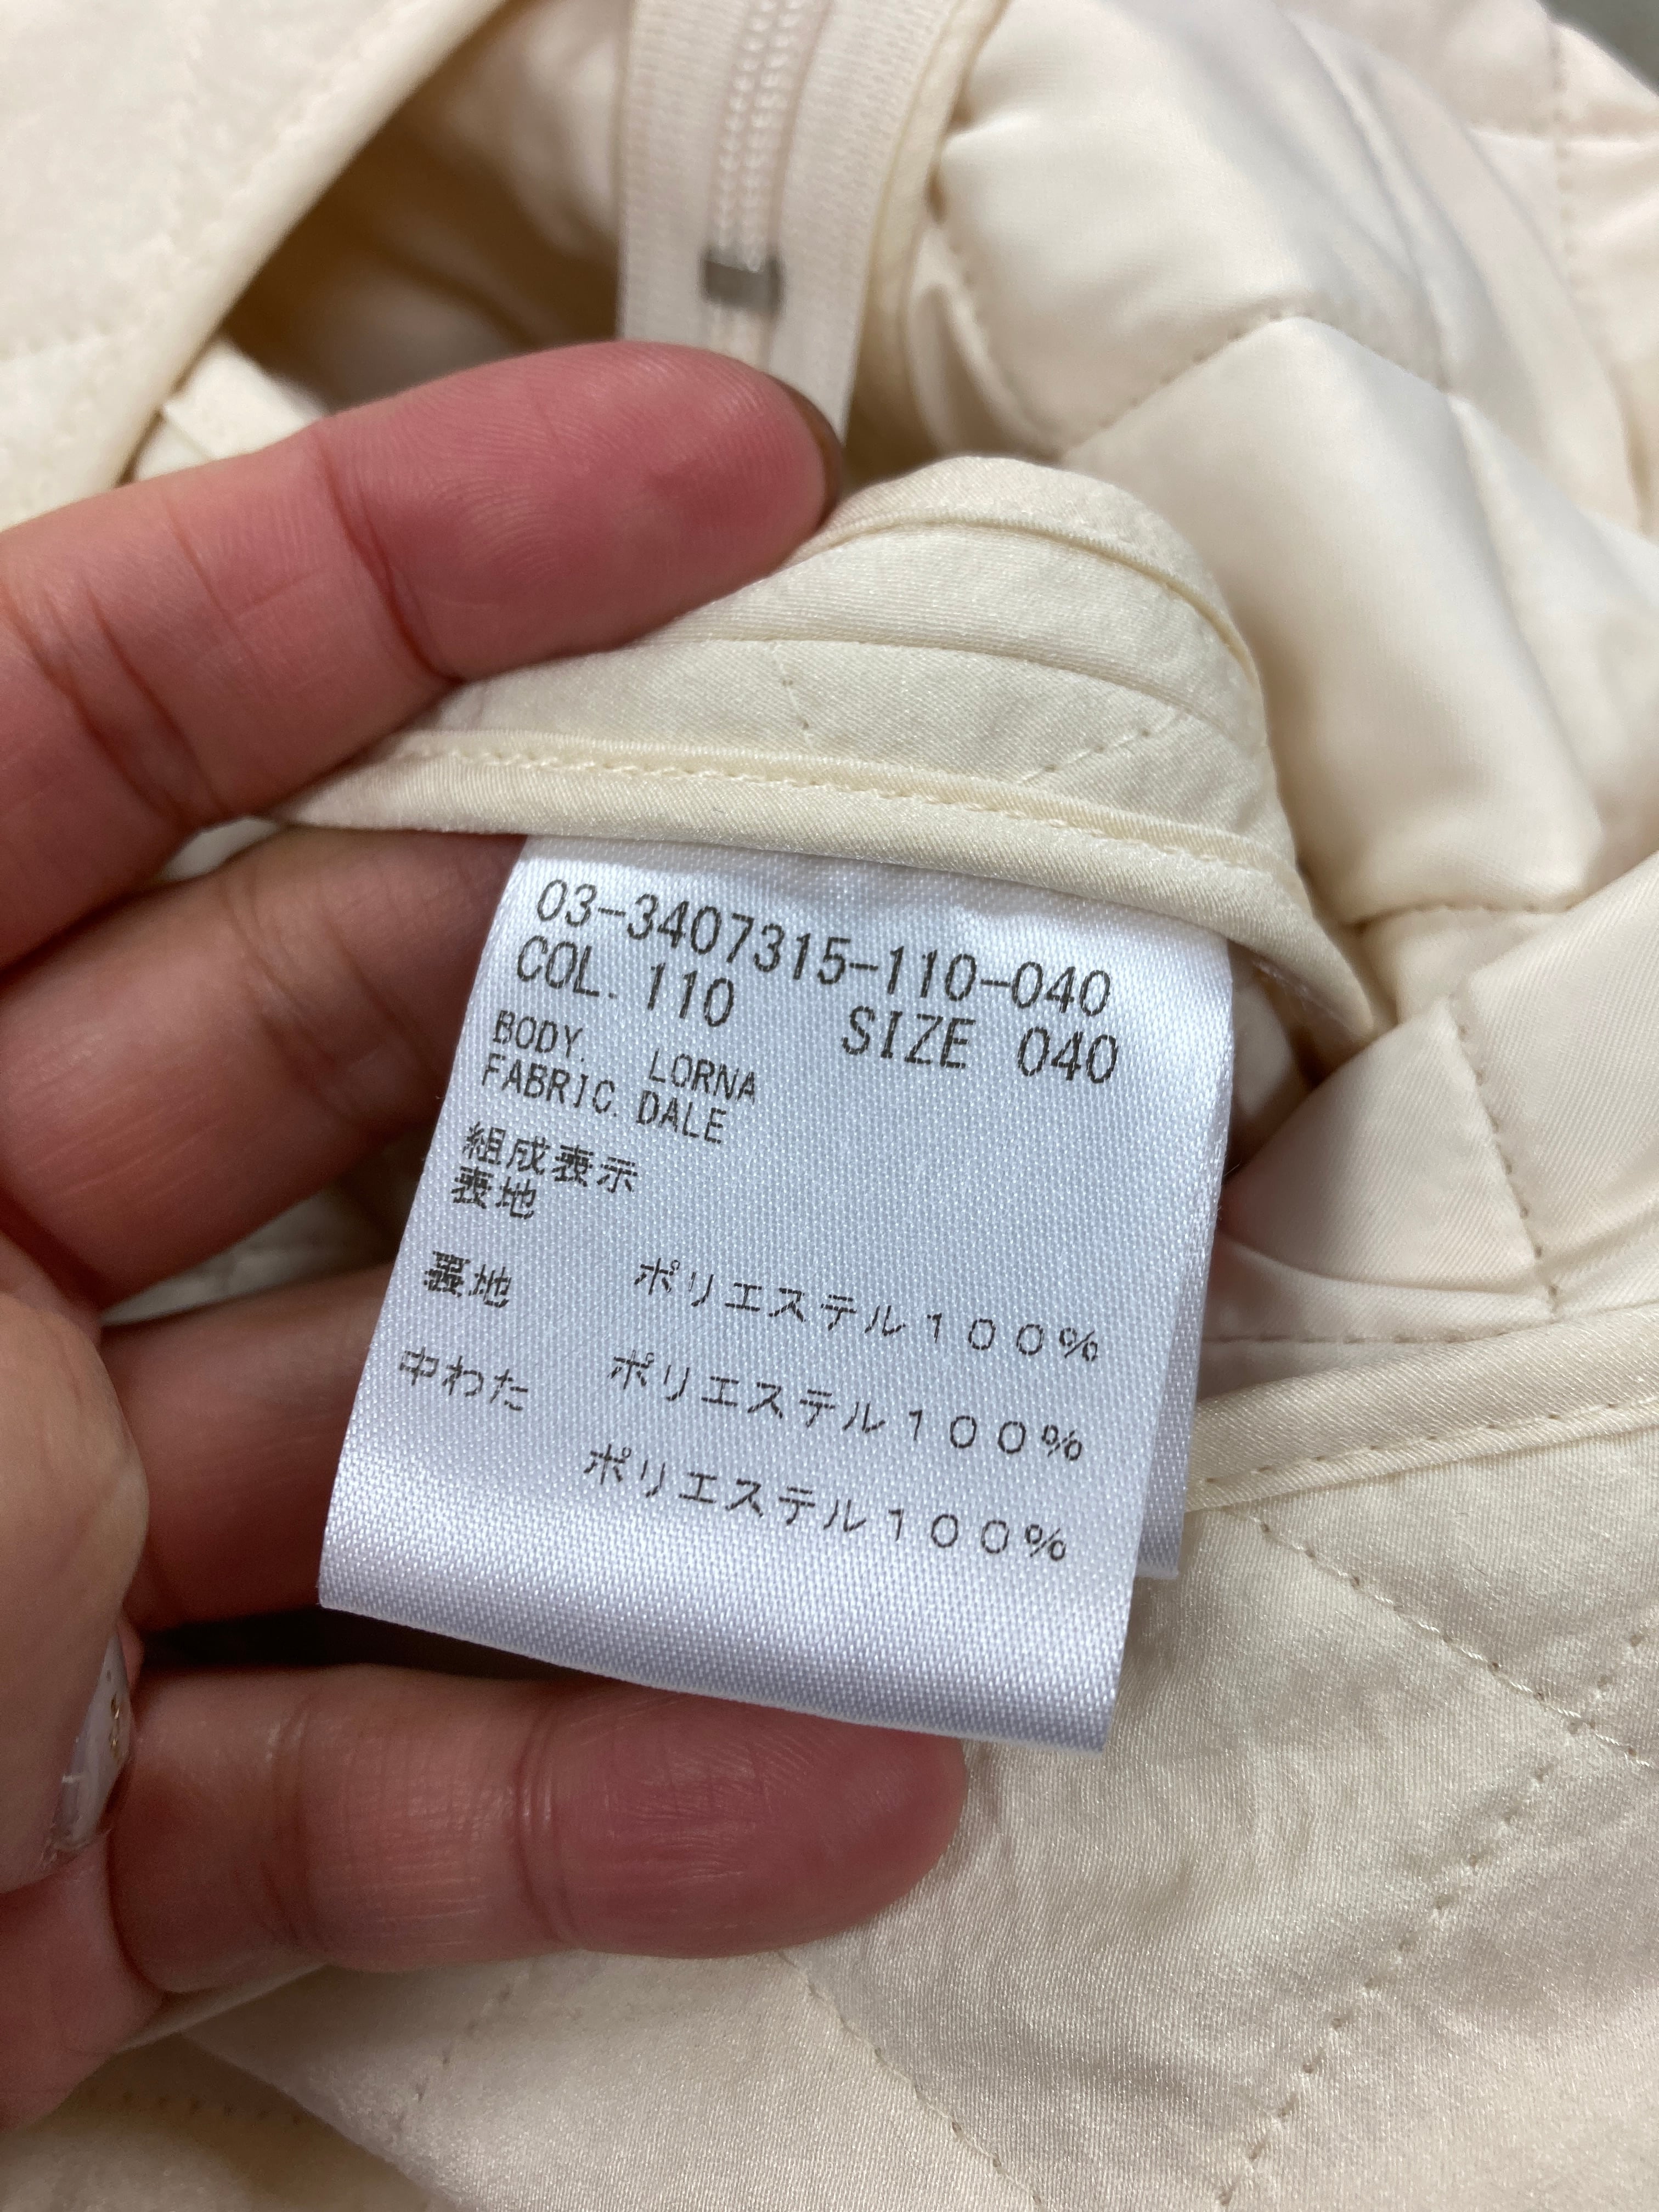 03-3407315-110-040
COL. 110 SIZE 040
BODY. LORNA
FABRIC. DALE
組成表示
表地
ポリエステル100%
裏地
ポリエステル100%
中わた
ポリエステル100%